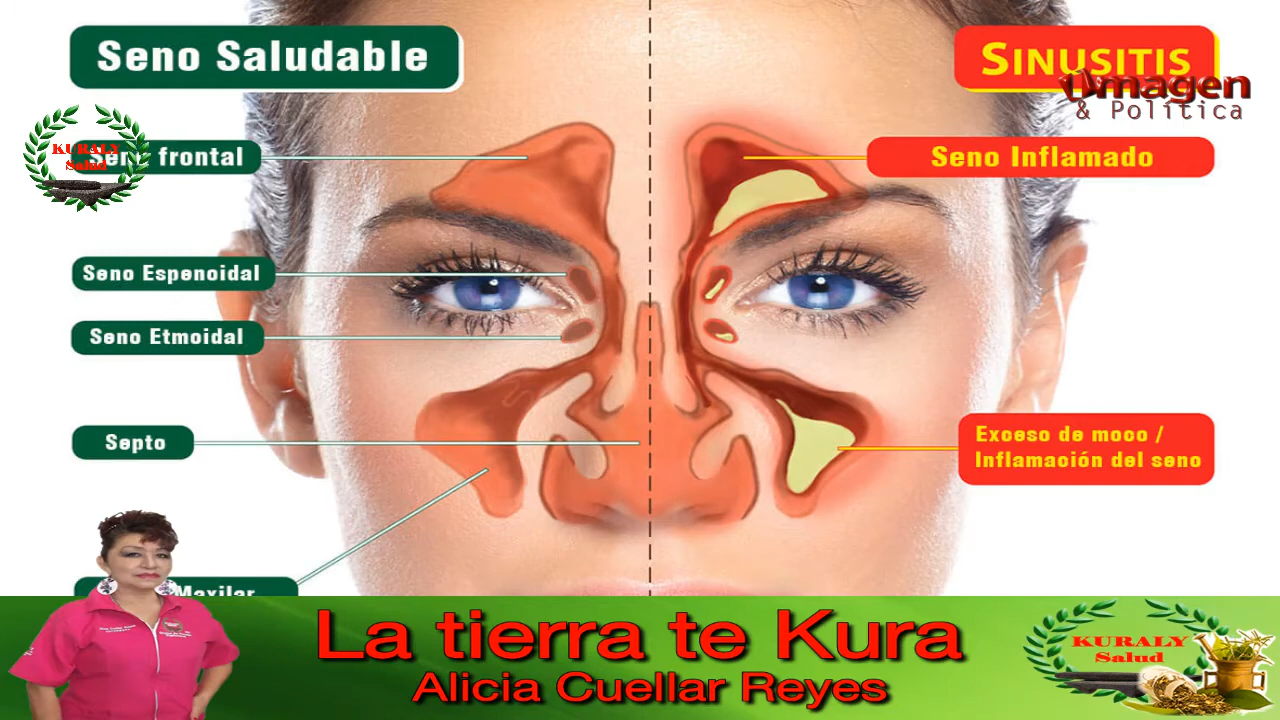 Seno Saludable
SINUSITIS
Imagen
& Política
KURALY
Salud
frontal
Seno Inflamado
Seno Espenoidal
Seno Etmoidal
Septo
Exceso de moco /
Inflamación del seno
Maxilar
La tierra te Kura
Alicia Cuellar Reyes
KURALY
Salud